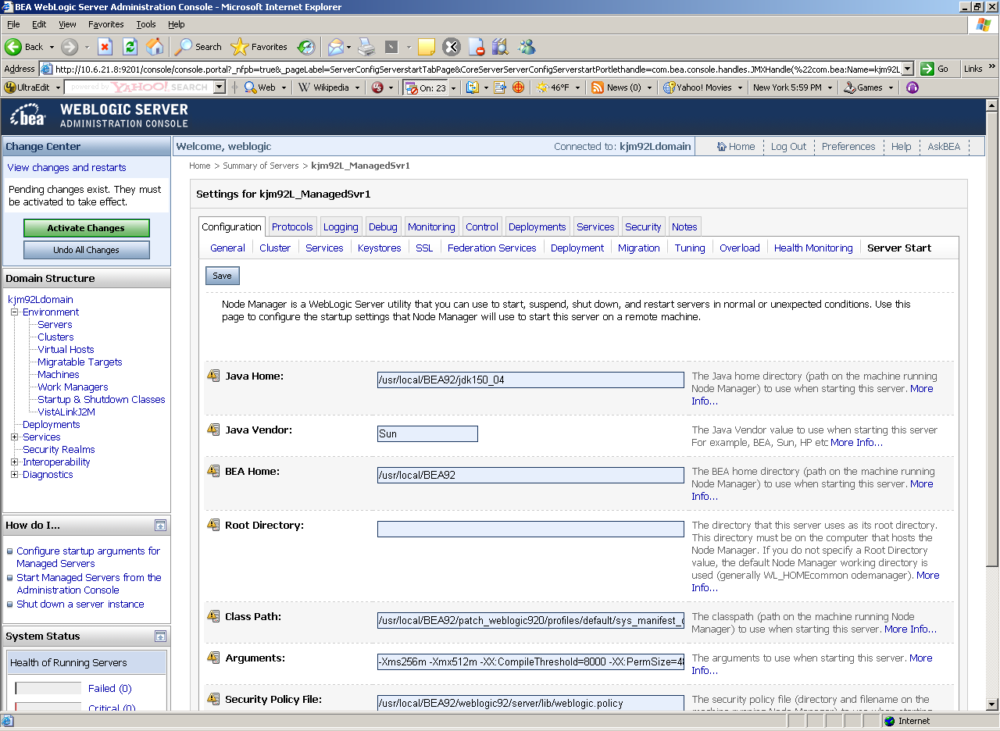 BEA WebLogic Server Administration Console - Microsoft Internet Explorer
File Edit View Favorites Tools Help
Back Search Favorites
Address http://10.6.21.8:9201/console/console.portal?_nfpb=true&_pageLabel=ServerConfigServerstartTabPage&CoreServerServerConfigServerstartPortlethandle=com.bea.console.handles.JMXHandle(%22com.bea:Name=kjm92L Go Links »
UltraEdit powered by YAHOO! SEARCH Web Wikipedia On: 23 46°F News (0) Yahoo! Movies New York 5:59 PM Games
bea WEBLOGIC SERVER
ADMINISTRATION CONSOLE
Change Center
View changes and restarts
Pending changes exist. They must
be activated to take effect.
Activate Changes
Undo All Changes
Domain Structure
kjm92Ldomain
Environment
Servers
Clusters
Virtual Hosts
Migratable Targets
Machines
Work Managers
Startup & Shutdown Classes
VistALinkJ2M
Deployments
Services
Security Realms
Interoperability
Diagnostics
How do I...
Configure startup arguments for
Managed Servers
Start Managed Servers from the
Administration Console
Shut down a server instance
System Status
Health of Running Servers
Failed (0)
Critical (0)
Welcome, weblogic Connected to: kjm92Ldomain Home Log Out Preferences Help AskBEA
Home > Summary of Servers > kjm92L_ManagedSvr1
Settings for kjm92L_ManagedSvr1
Configuration Protocols Logging Debug Monitoring Control Deployments Services Security Notes
General Cluster Services Keystores SSL Federation Services Deployment Migration Tuning Overload Health Monitoring Server Start
Save
Node Manager is a WebLogic Server utility that you can use to start, suspend, shut down, and restart servers in normal or unexpected conditions. Use this
page to configure the startup settings that Node Manager will use to start this server on a remote machine.
Java Home: /usr/local/BEA92/jdk150_04
The Java home directory (path on the machine running
Node Manager) to use when starting this server. More
Info...
Java Vendor: Sun
The Java Vendor value to use when starting this server
For example, BEA, Sun, HP etc More Info...
BEA Home: /usr/local/BEA92
The BEA home directory (path on the machine running
Node Manager) to use when starting this server. More
Info...
Root Directory:
The directory that this server uses as its root directory.
This directory must be on the computer that hosts the
Node Manager. If you do not specify a Root Directory
value, the default Node Manager working directory is
used (generally WL_HOMEcommon odemanager). More
Info...
Class Path: /usr/local/BEA92/patch_weblogic920/profiles/default/sys_manifest_
The classpath (path on the machine running Node
Manager) to use when starting this server. More Info...
Arguments: -Xms256m -Xmx512m -XX:CompileThreshold=8000 -XX:PermSize=48
The arguments to use when starting this server. More
Info...
Security Policy File: /usr/local/BEA92/weblogic92/server/lib/weblogic.policy
The security policy file (directory and filename on the
machine running Node Manager) to use when starting
Internet